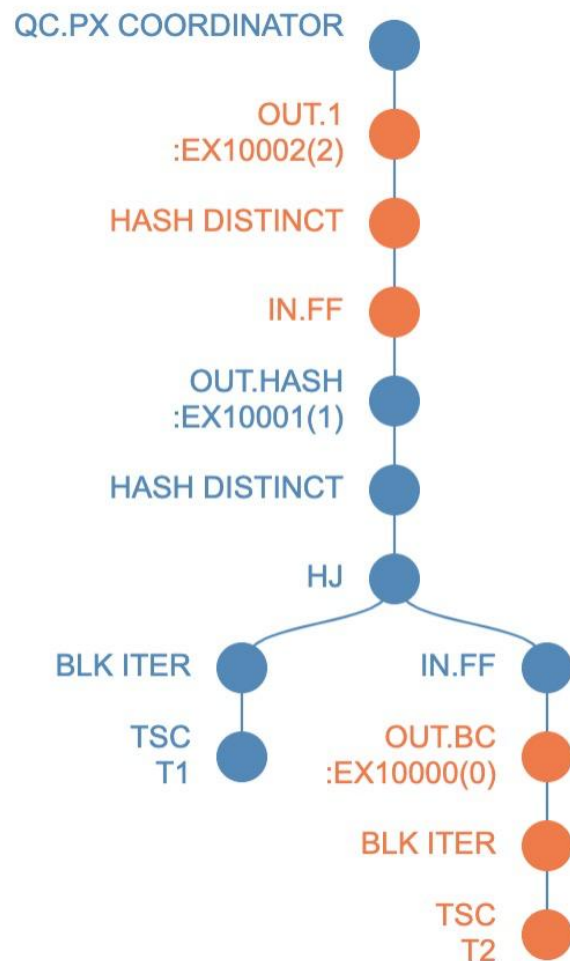 QC.PX COORDINATOR
OUT.1
:EX10002(2)
HASH DISTINCT
IN.FF
OUT.HASH
:EX10001(1)
HASH DISTINCT
HJ
BLK ITER
IN.FF
TSC
T1
OUT.BC
:EX10000(0)
BLK ITER
TSC
T2